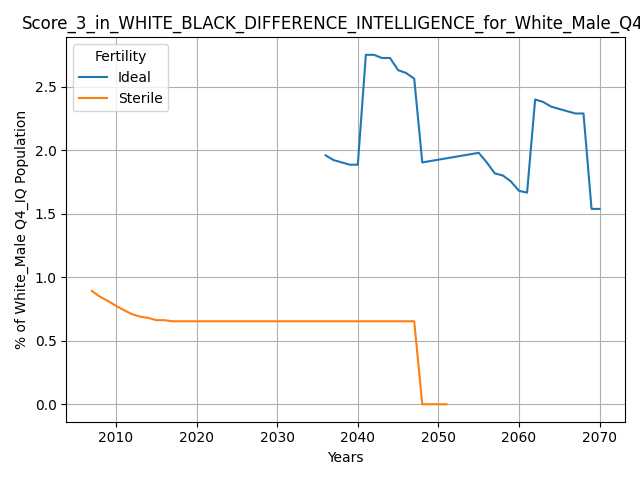 Score_3_in_WHITE_BLACK_DIFFERENCE_INTELLIGENCE_for_White_Male_Q4
Fertility
Ideal
Sterile
% of White_Male Q4_IQ Population
2.5
2.0
1.5
1.0
0.5
0.0
2010 2020 2030 2040 2050 2060 2070
Years